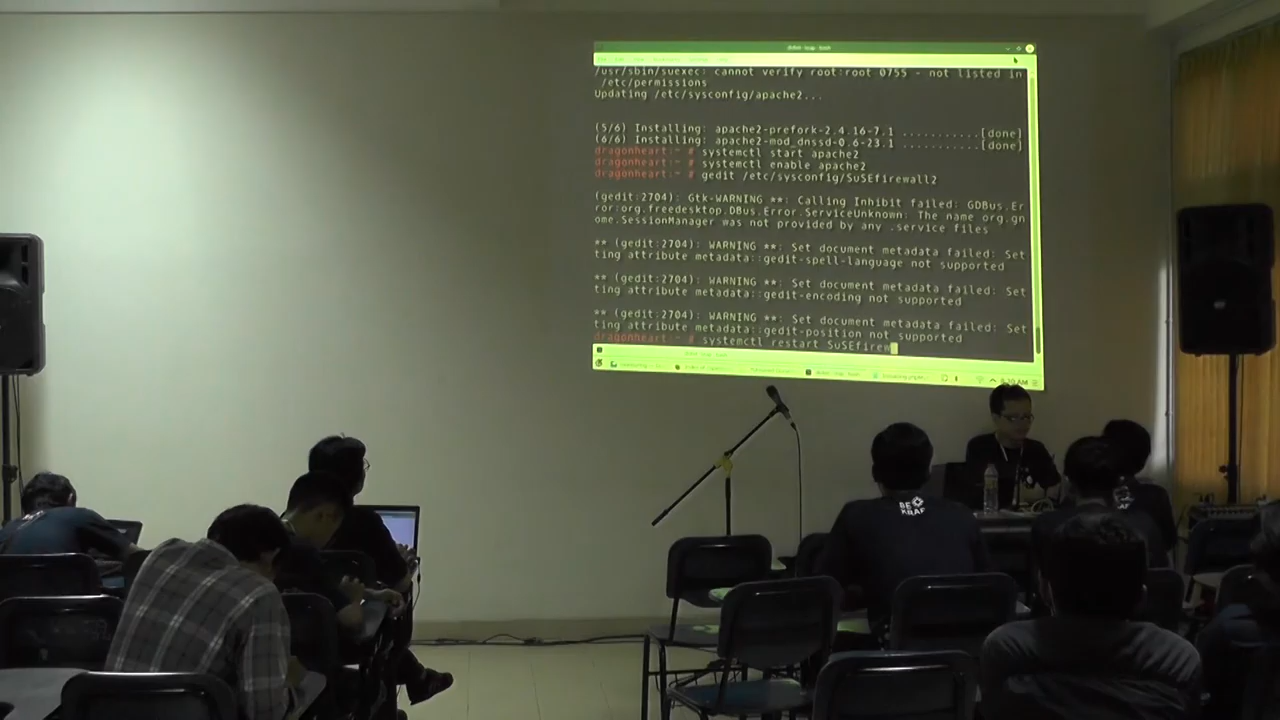 /usr/sbin/suexec: cannot verify root:root 0755 - not listed in
/etc/permissions
Updating /etc/sysconfig/apache2...
(5/6) Installing: apache2-prefork-2.4.16-7.1 ...........[done]
(6/6) Installing: apache2-mod_dnssd-0.6-23.1 ...........[done]
dragonheart:~ # systemctl start apache2
dragonheart:~ # systemctl enable apache2
dragonheart:~ # gedit /etc/sysconfig/SuSEfirewall2
(gedit:2704): Gtk-WARNING **: Calling Inhibit failed: GDBus.Er
ror:org.freedesktop.DBus.Error.ServiceUnknown: The name org.gn
ome.SessionManager was not provided by any .service files
** (gedit:2704): WARNING **: Set document metadata failed: Set
ting attribute metadata::gedit-spell-language not supported
** (gedit:2704): WARNING **: Set document metadata failed: Set
ting attribute metadata::gedit-encoding not supported
** (gedit:2704): WARNING **: Set document metadata failed: Set
ting attribute metadata::gedit-position not supported
dragonheart:~ # systemctl restart SuSEfirew
BE
KRAF